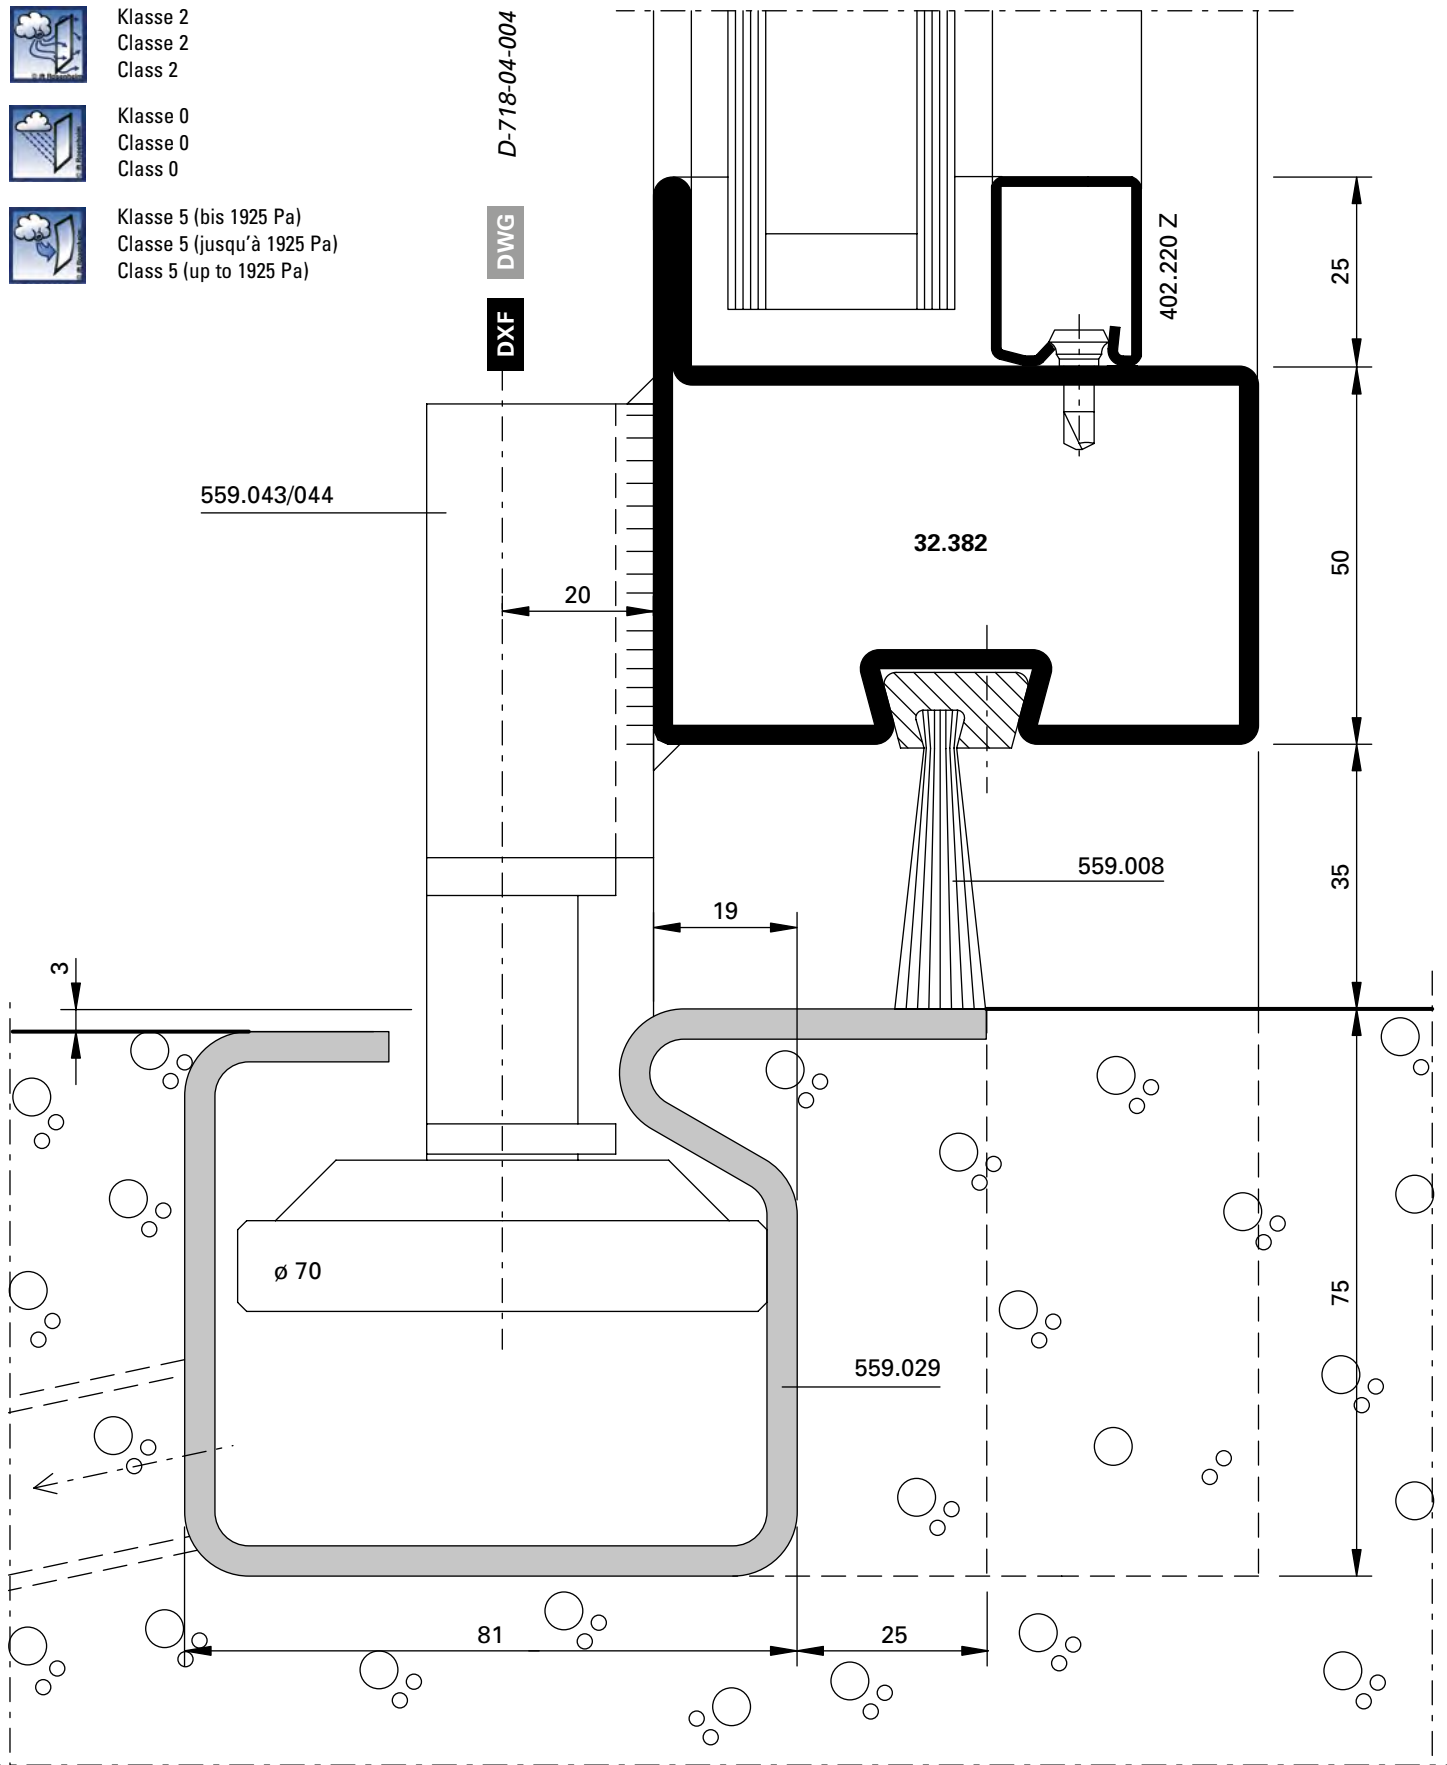 Klasse 2
Classe 2
Class 2
Klasse 0
Classe 0
Class 0
Klasse 5 (bis 1925 Pa)
Classe 5 (jusqu'à 1925 Pa)
Class 5 (up to 1925 Pa)
D-718-04-004
DWG
DXF
402.220 Z
25
559.043/044
32.382
50
20
559.008
35
19
3
ø 70
75
559.029
81
25